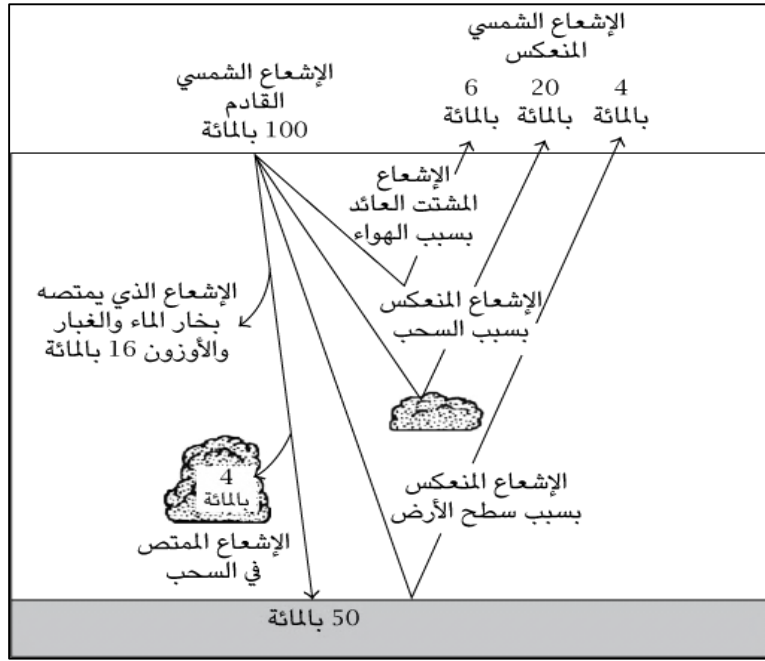 الإشعاع الشمسي
المنعكس
6
بالمائة
20
بالمائة
4
بالمائة
الإشعاع الشمسي
القادم
100 بالمائة
الإشعاع
المشتت العائد
بسبب الهواء
الإشعاع الذي يمتصه
بخار الماء والغبار
والأوزون 16 بالمائة
الإشعاع المنعكس
بسبب السحب
4
بالمائة
الإشعاع المنعكس
بسبب سطح الأرض
الإشعاع الممتص
في السحب
50 بالمائة